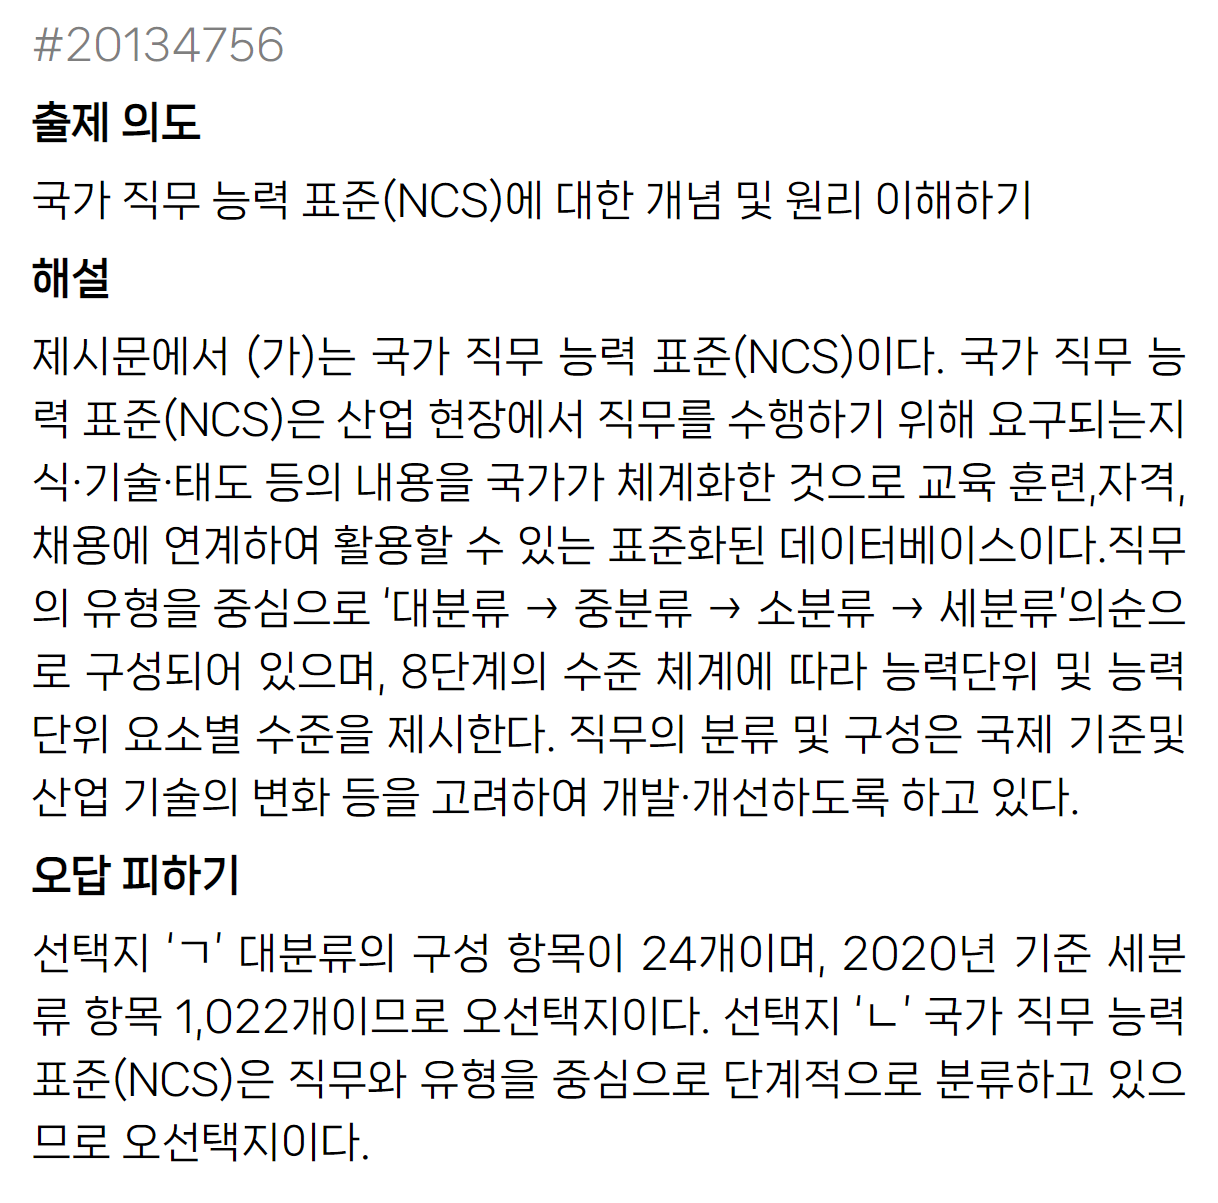 #20134756
출제 의도
국가 직무 능력 표준(NCS)에 대한 개념 및 원리 이해하기
해설
제시문에서 (가)는 국가 직무 능력 표준(NCS)이다. 국가 직무 능
력 표준(NCS)은 산업 현장에서 직무를 수행하기 위해 요구되는지
식·기술·태도 등의 내용을 국가가 체계화한 것으로 교육 훈련,자격,
채용에 연계하여 활용할 수 있는 표준화된 데이터베이스이다.직무
의 유형을 중심으로 '대분류 → 중분류 → 소분류 → 세분류'의순으
로 구성되어 있으며, 8단계의 수준 체계에 따라 능력단위 및 능력
단위 요소별 수준을 제시한다. 직무의 분류 및 구성은 국제 기준및
산업 기술의 변화 등을 고려하여 개발·개선하도록 하고 있다.
오답 피하기
선택지 'ㄱ' 대분류의 구성 항목이 24개이며, 2020년 기준 세분
류 항목 1,022개이므로 오선택지이다. 선택지 'ㄴ' 국가 직무 능력
표준(NCS)은 직무와 유형을 중심으로 단계적으로 분류하고 있으
므로 오선택지이다.